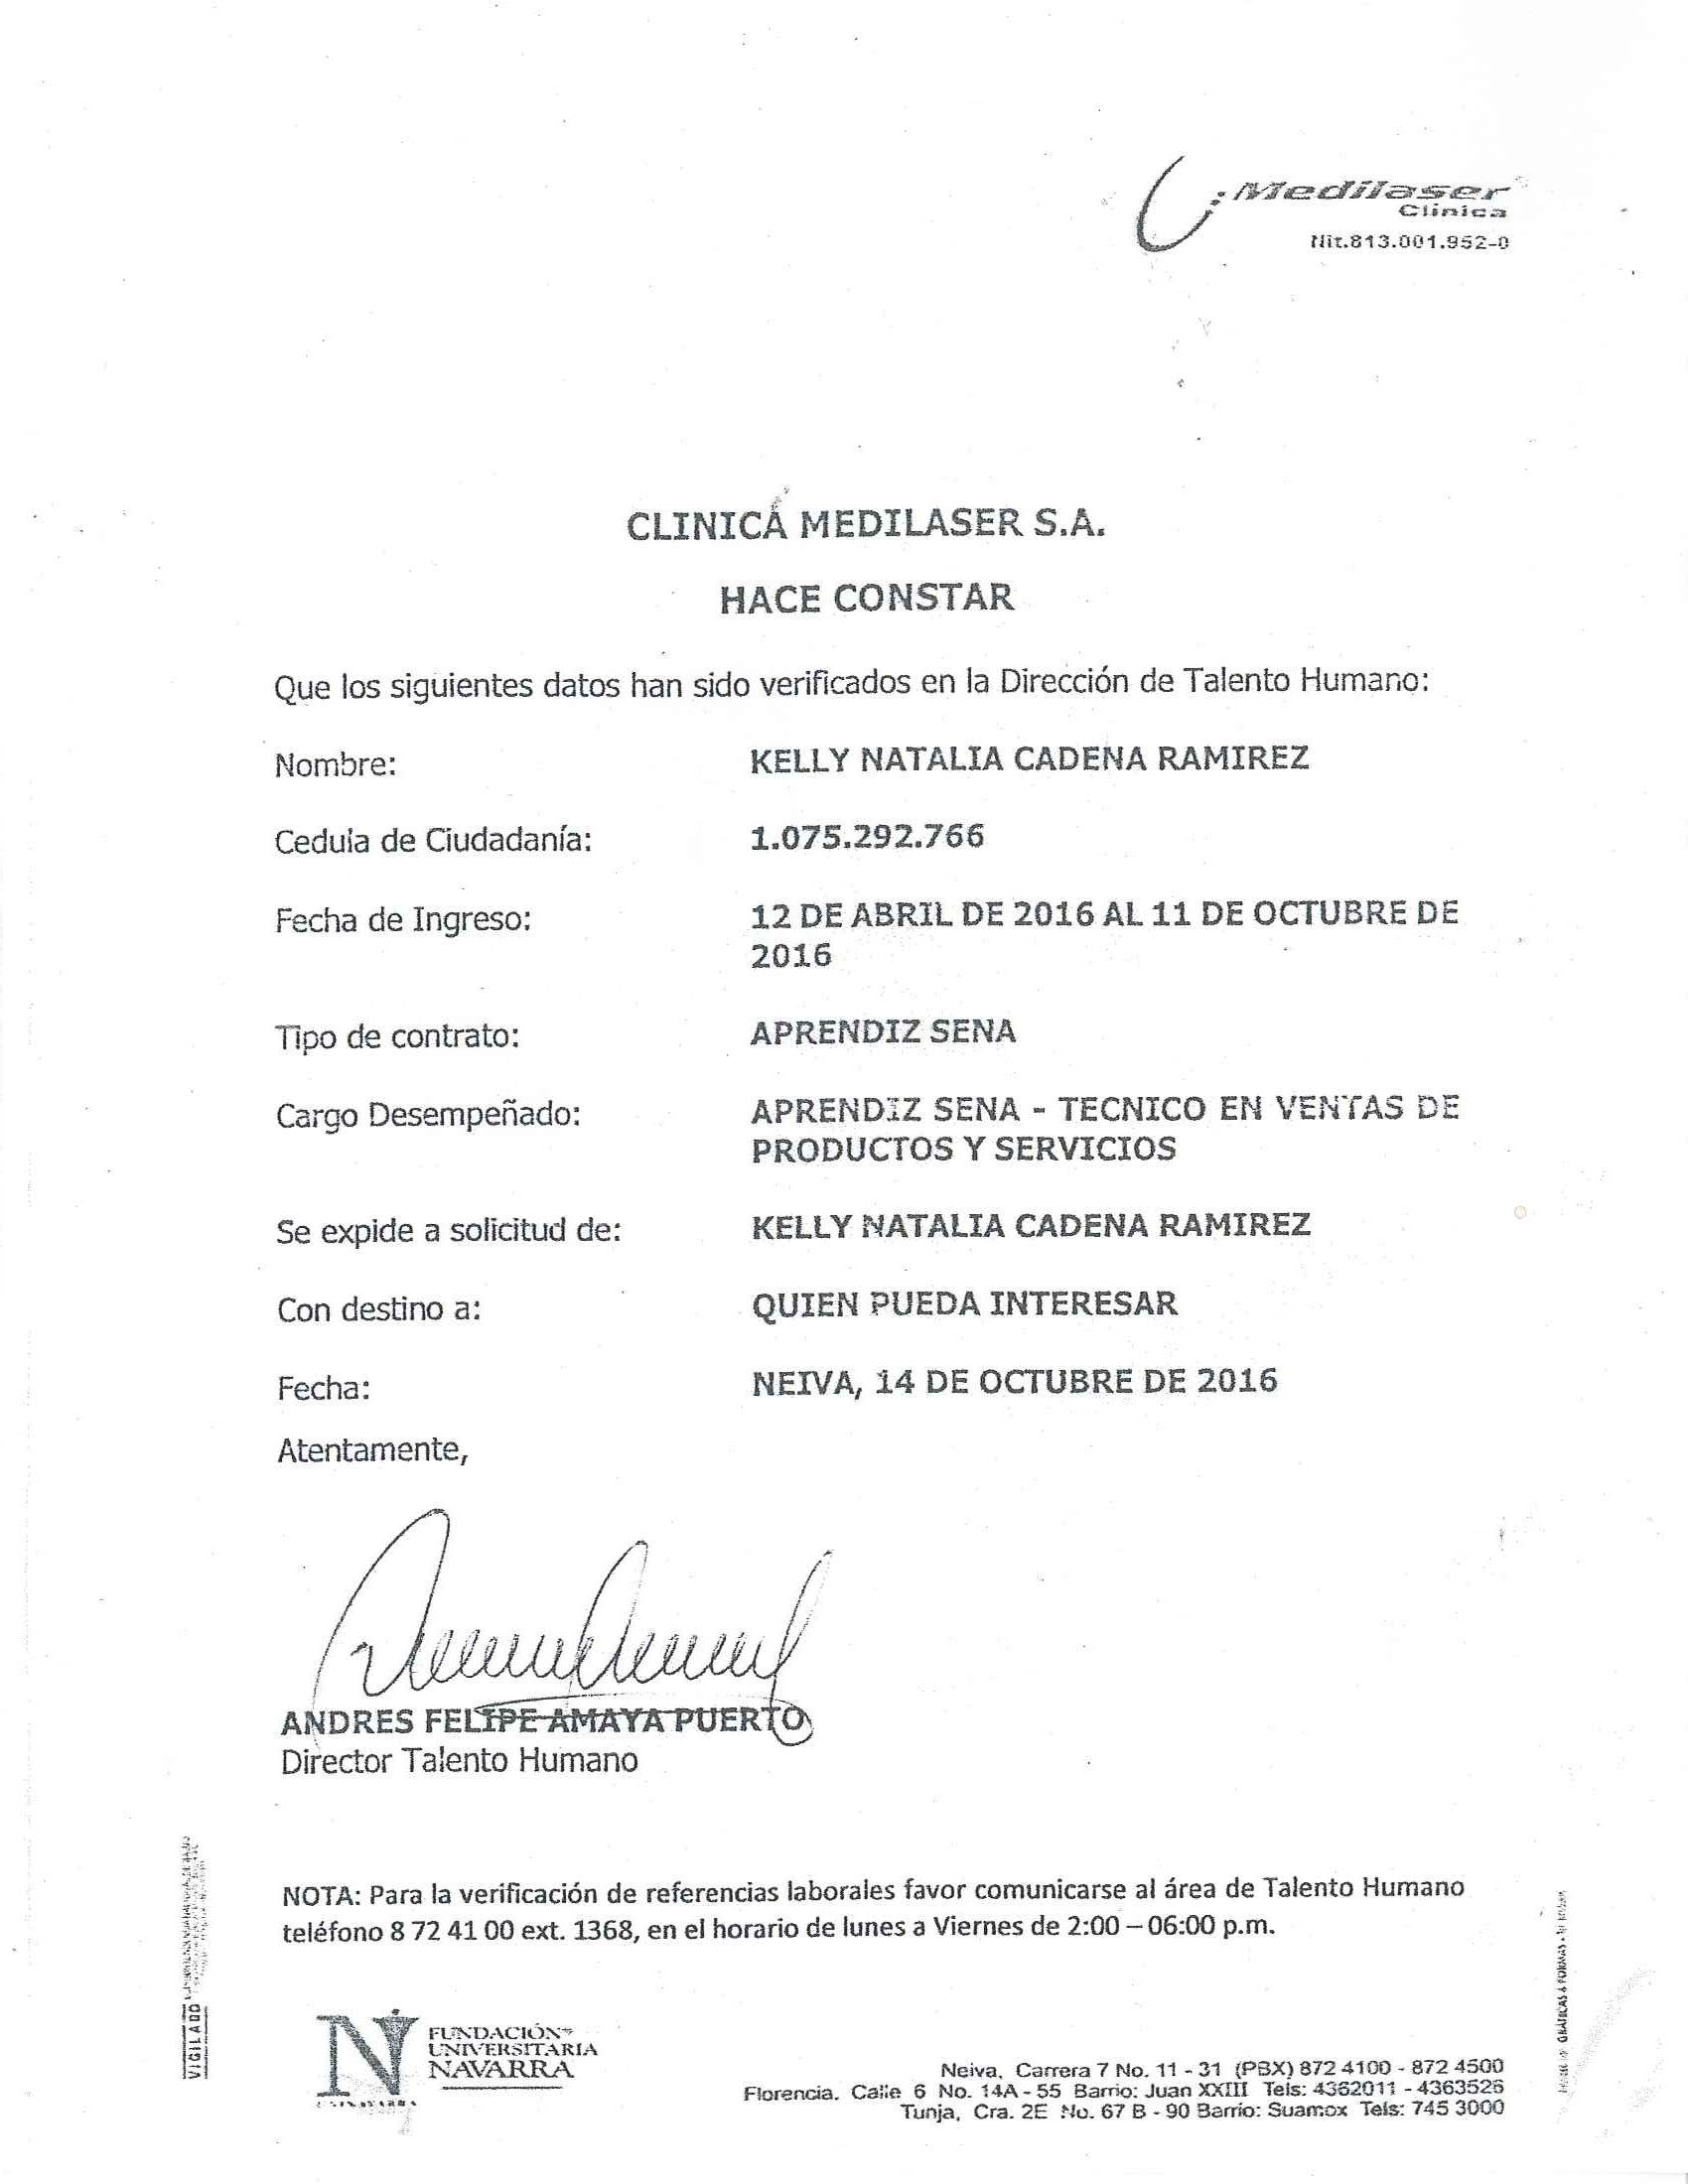 Medilaser
Clinica
Nit.813.001.952-0
CLINICA MEDILASER S.A.
HACE CONSTAR
Que los siguientes datos han sido verificados en la Dirección de Talento Humano:
Nombre: KELLY NATALIA CADENA RAMIREZ
Cedula de Ciudadanía: 1.075.292.766
Fecha de Ingreso: 12 DE ABRIL DE 2016 AL 11 DE OCTUBRE DE
2016
Tipo de contrato: APRENDIZ SENA
Cargo Desempeñado: APRENDIZ SENA - TECNICO EN VENTAS DE
PRODUCTOS Y SERVICIOS
Se expide a solicitud de: KELLY NATALIA CADENA RAMIREZ
Con destino a: QUIEN PUEDA INTERESAR
Fecha: NEIVA, 14 DE OCTUBRE DE 2016
Atentamente,
ANDRES FELIPE AMAYA PUERTO
Director Talento Humano
NOTA: Para la verificación de referencias laborales favor comunicarse al área de Talento Humano
teléfono 8 72 41 00 ext. 1368, en el horario de lunes a Viernes de 2:00 – 06:00 p.m.
VIGILADO
FUNDACIÓN
UNIVERSITARIA
NAVARRA
UNINAVARRA
Neiva, Carrera 7 No. 11 - 31 (PBX) 872 4100 - 872 4500
Florencia. Calle 6 No. 14A - 55 Barrio: Juan XXIII Tels: 4362011 - 4363526
Tunja, Cra. 2E No. 67 B - 90 Barrio: Suamox Tels: 745 3000